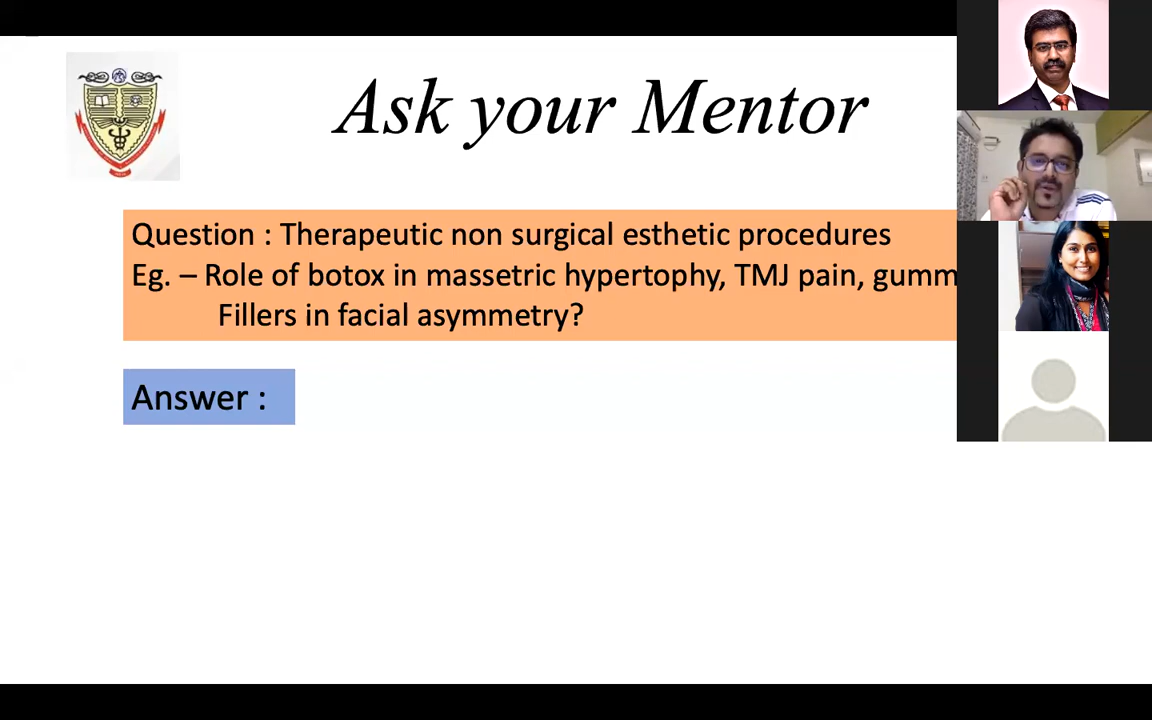 Ask your Mentor
Question : Therapeutic non surgical esthetic procedures
Eg. – Role of botox in massetric hypertophy, TMJ pain, gumm
Fillers in facial asymmetry?
Answer :